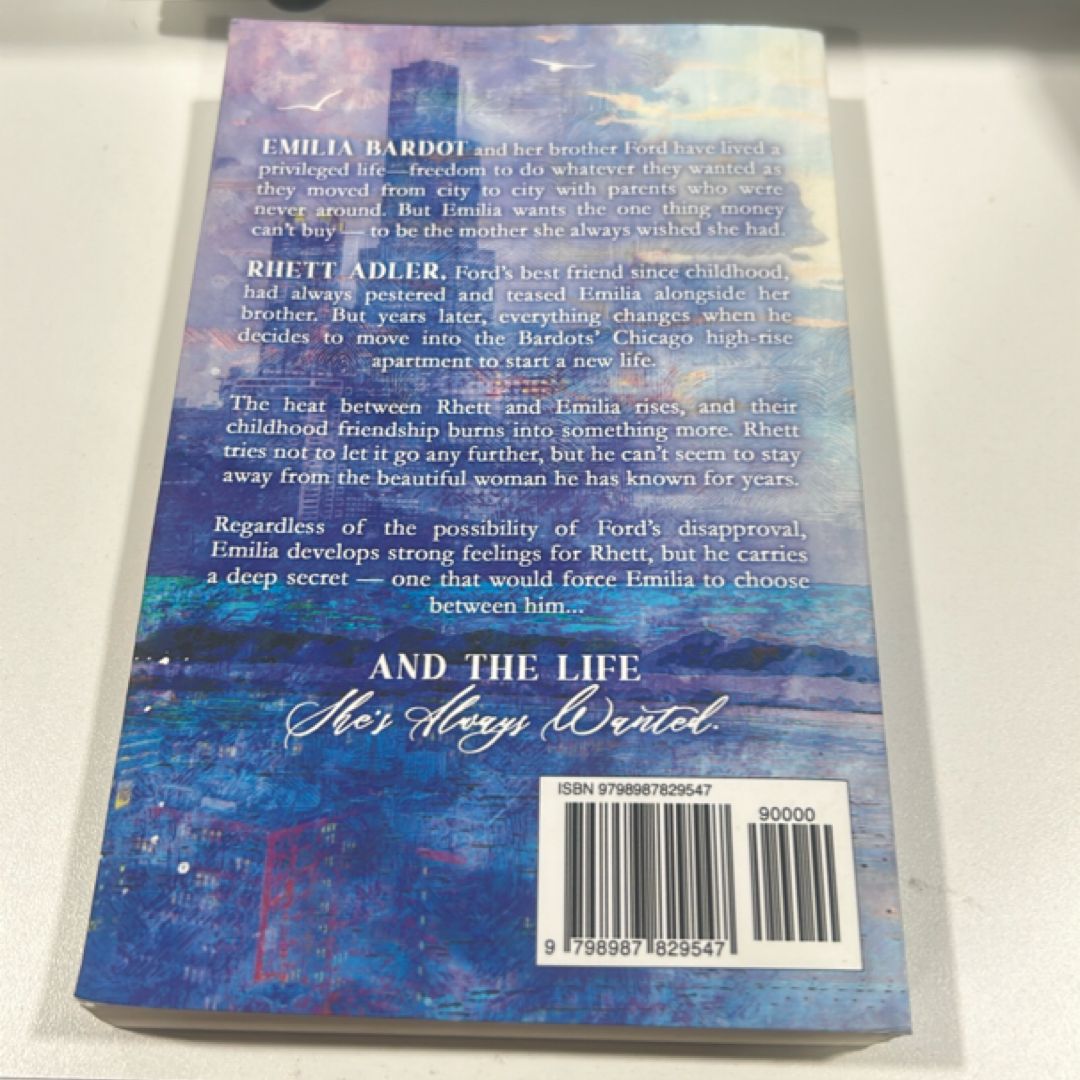 EMILIA BARDOT and her brother Ford have lived a
privileged life—freedom to do whatever they wanted as
they moved from city to city with parents who were
never around. But Emilia wants the one thing money
can't buy — to be the mother she always wished she had.
RHETT ADLER, Ford's best friend since childhood,
had always pestered and teased Emilia alongside her
brother. But years later, everything changes when he
decides to move into the Bardots' Chicago high-rise
apartment to start a new life.
The heat between Rhett and Emilia rises, and their
childhood friendship burns into something more. Rhett
tries not to let it go any further, but he can't seem to stay
away from the beautiful woman he has known for years.
Regardless of the possibility of Ford's disapproval,
Emilia develops strong feelings for Rhett, but he carries
a deep secret — one that would force Emilia to choose
between him...
AND THE LIFE
She's Always Wanted.
ISBN 9798987829547
90000
9 798987 829547